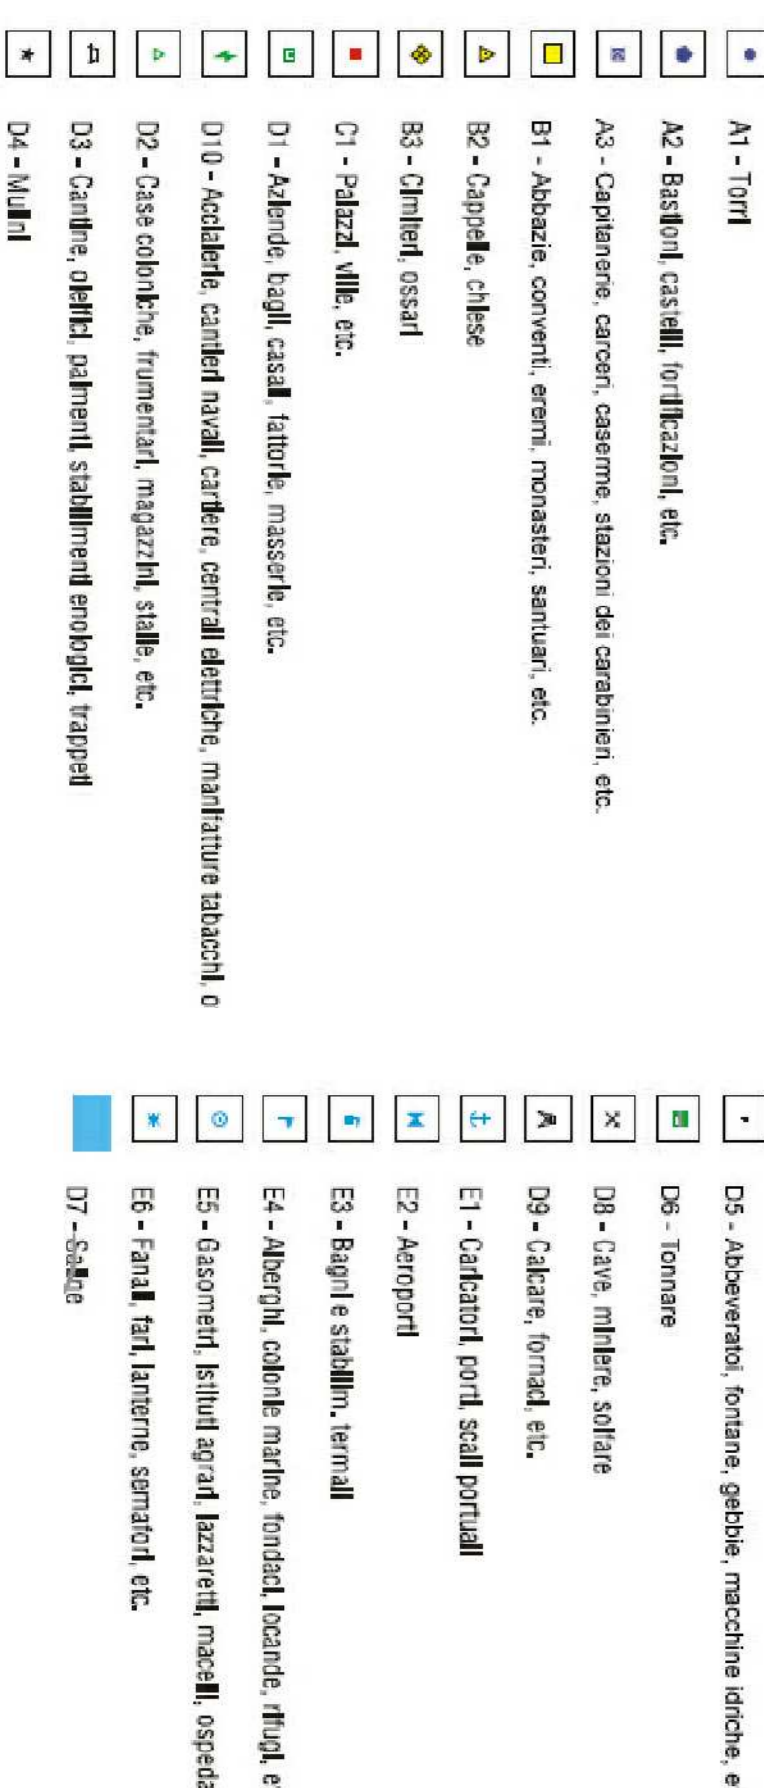 A1 - Torri
A2 - Bastioni, castelli, fortificazioni, etc.
A3 - Capitanerie, carceri, caserme, stazioni dei carabinieri, etc.
B1 - Abbazie, conventi, eremi, monasteri, santuari, etc.
B2 - Cappelle, chiese
B3 - Cimiteri, ossari
C1 - Palazzi, ville, etc.
D1 - Aziende, bagli, casali, fattorie, masserie, etc.
D10 - Acciaierie, cantieri navali, cartiere, centrali elettriche, manifatture tabacchi, o
D2 - Case coloniche, frumentari, magazzini, stalle, etc.
D3 - Cantine, oleifici, palmenti, stabilimenti enologici, trappeti
D4 - Mulini
D5 - Abbeveratoi, fontane, gebbie, macchine idriche, e
D6 - Tonnare
D8 - Cave, miniere, solfare
D9 - Calcare, fornaci, etc.
E1 - Caricatori, porti, scali portuali
E2 - Aeroporti
E3 - Bagni e stabilim. termali
E4 - Alberghi, colonie marine, fondaci, locande, rifugi, e
E5 - Gasometri, istituti agrari, lazzaretti, macelli, ospeda
E6 - Fanali, fari, lanterne, semafori, etc.
D7 - Saline